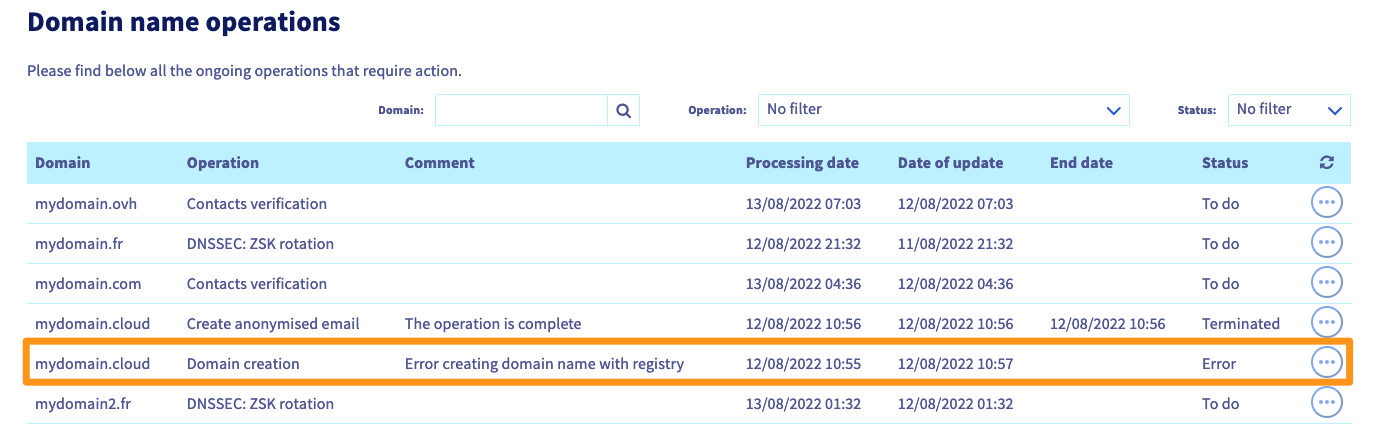 Domain name operations
Please find below all the ongoing operations that require action.
Domain: Operation: No filter Status: No filter
Domain Operation Comment Processing date Date of update End date Status
mydomain.ovh Contacts verification 13/08/2022 07:03 12/08/2022 07:03 To do
mydomain.fr DNSSEC: ZSK rotation 12/08/2022 21:32 11/08/2022 21:32 To do
mydomain.com Contacts verification 13/08/2022 04:36 12/08/2022 04:36 To do
mydomain.cloud Create anonymised email The operation is complete 12/08/2022 10:56 12/08/2022 10:56 12/08/2022 10:56 Terminated
mydomain.cloud Domain creation Error creating domain name with registry 12/08/2022 10:55 12/08/2022 10:57 Error
mydomain2.fr DNSSEC: ZSK rotation 13/08/2022 01:32 12/08/2022 01:32 To do